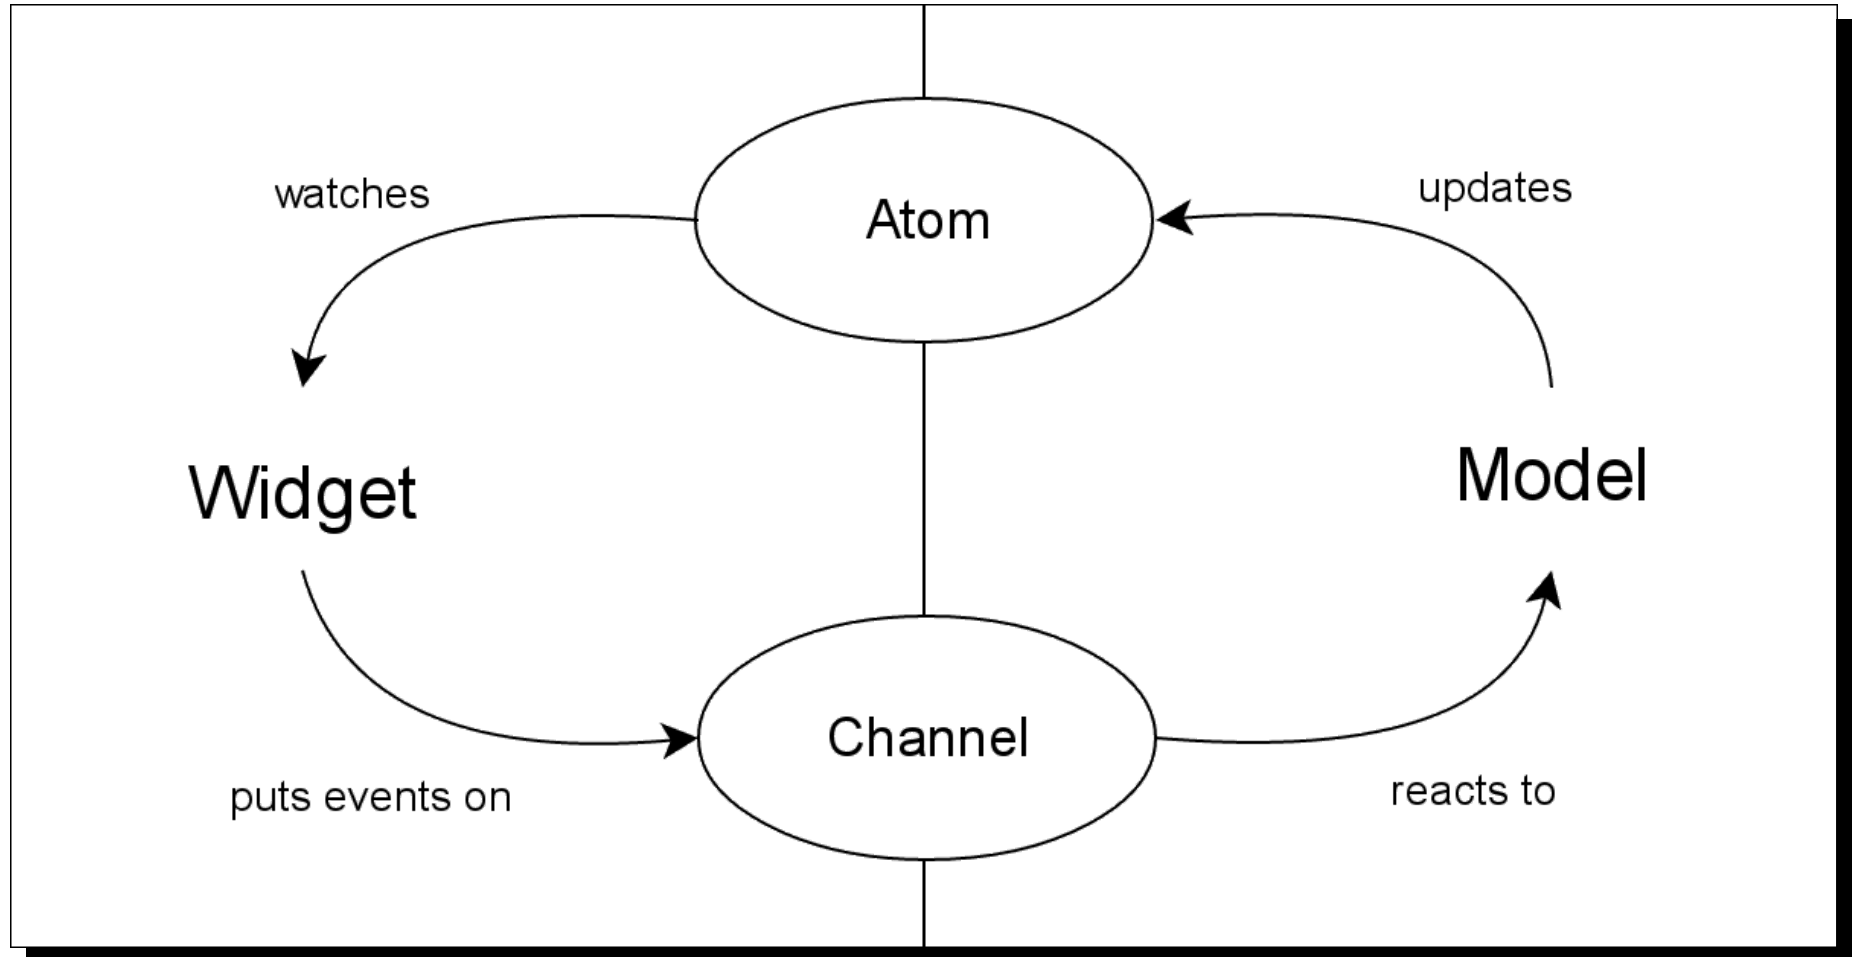 watches
updates
Atom
Widget
Model
Channel
puts events on
reacts to